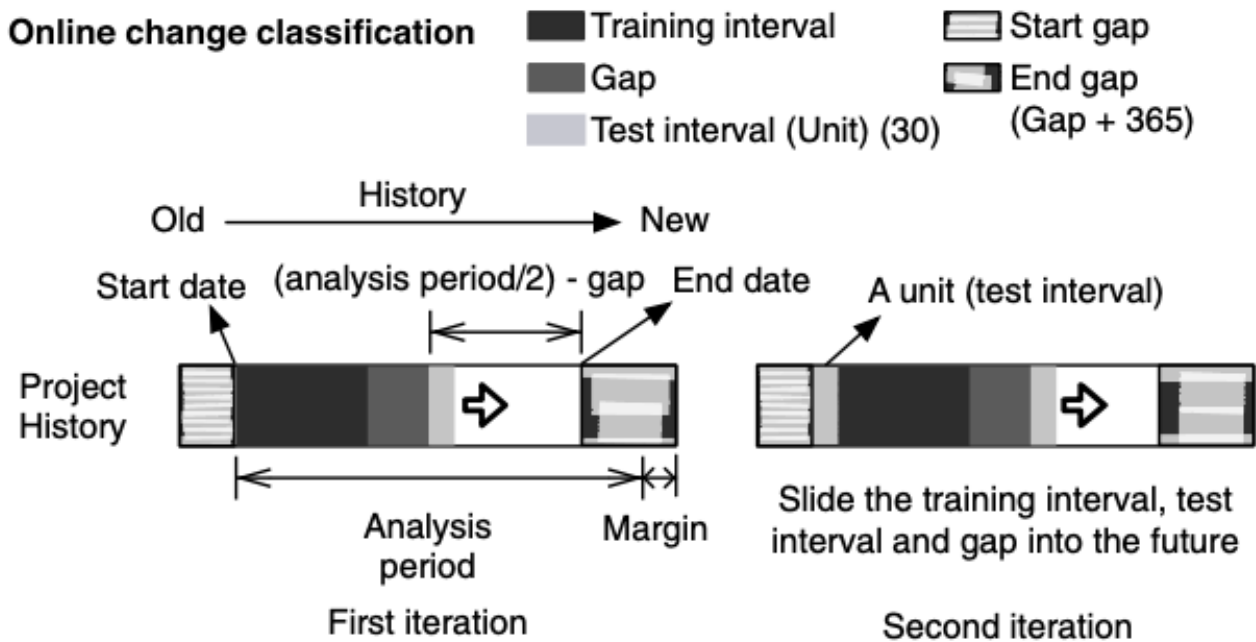 Online change classification
Training interval
Start gap
Gap
End gap
(Gap + 365)
Test interval (Unit) (30)
History
Old
New
Start date
(analysis period/2) - gap
End date
A unit (test interval)
Project
History
Analysis
period
Margin
Slide the training interval, test
interval and gap into the future
First iteration
Second iteration